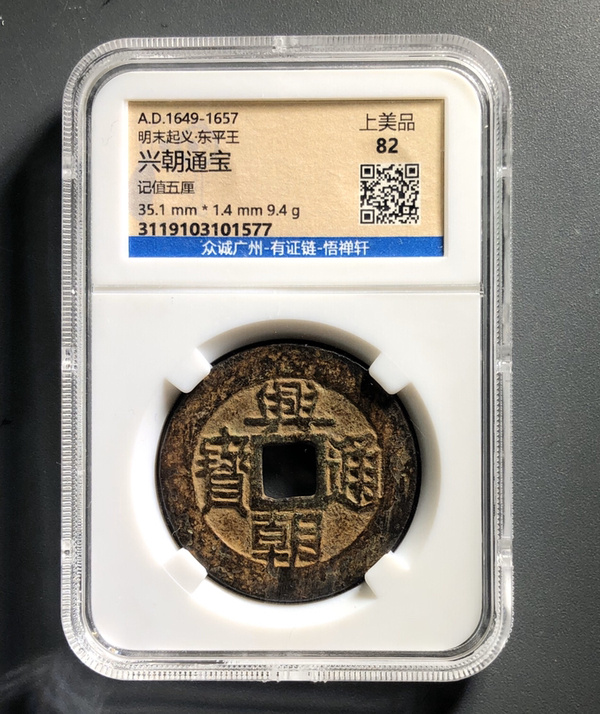 A.D.1649-1657
明末起义·东平王
兴朝通宝
记值五厘
35.1 mm * 1.4 mm 9.4 g
3119103101577
上美品
82
众诚广州-有证链-悟禅轩
興
寶 通
朝